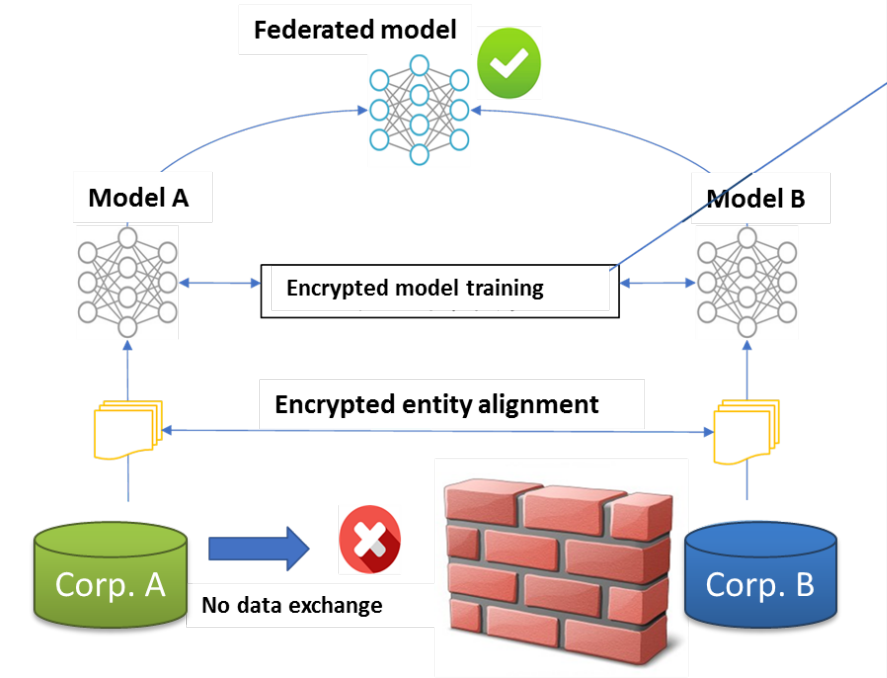 Federated model
Model A
Model B
Encrypted model training
Encrypted entity alignment
Corp. A
No data exchange
Corp. B